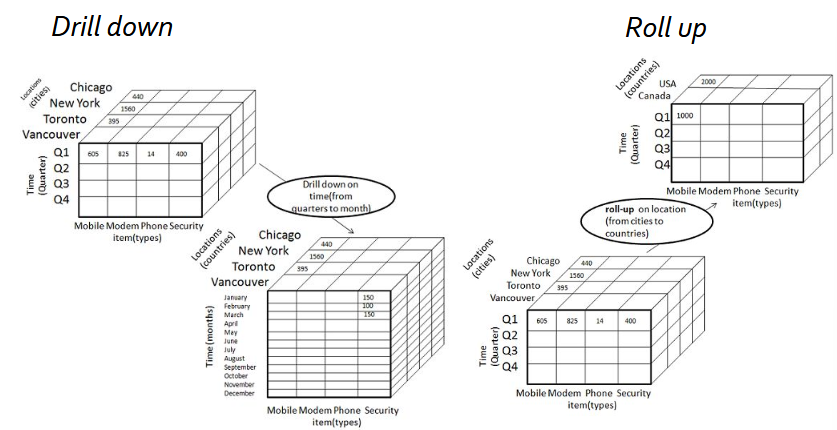 Drill down
Roll up
Locations
(cities)
Chicago
New York
Toronto
Vancouver
440
1560
395
Q1
Q2
Q3
Q4
605 825 14 400
Time
(Quarter)
Mobile Modem Phone Security
item(types)
Drill down on
time(from
quarters to month)
Locations
(countries)
Chicago
New York
Toronto
Vancouver
440
1560
395
January
February
March
April
May
June
July
August
September
October
November
December
150
100
150
Time (months)
Mobile Modem Phone Security
item(types)
Locations
(countries)
USA
Canada
2000
Q1
Q2
Q3
Q4
1000
Time
(Quarter)
Mobile Modem Phone Security
item(types)
roll-up on location
(from cities to
countries)
Locations
(cities)
Chicago
New York
Toronto
Vancouver
440
1560
395
Q1
Q2
Q3
Q4
605 825 14 400
Time
(Quarter)
Mobile Modem Phone Security
item(types)